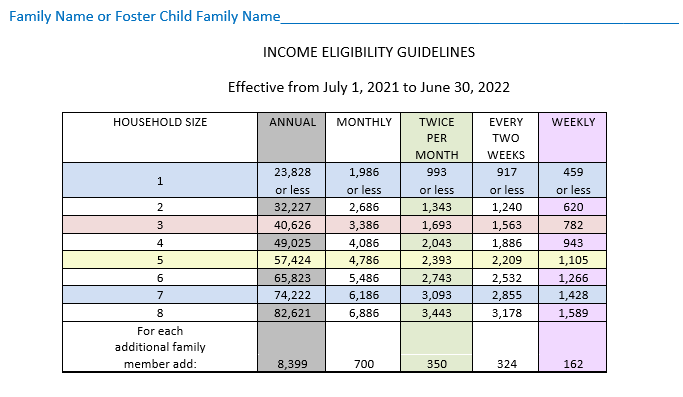 Family Name or Foster Child Family Name
INCOME ELIGIBILITY GUIDELINES
Effective from July 1, 2021 to June 30, 2022
HOUSEHOLD SIZE ANNUAL MONTHLY TWICE PER MONTH EVERY TWO WEEKS WEEKLY
1 23,828 or less 1,986 or less 993 or less 917 or less 459 or less
2 32,227 2,686 1,343 1,240 620
3 40,626 3,386 1,693 1,563 782
4 49,025 4,086 2,043 1,886 943
5 57,424 4,786 2,393 2,209 1,105
6 65,823 5,486 2,743 2,532 1,266
7 74,222 6,186 3,093 2,855 1,428
8 82,621 6,886 3,443 3,178 1,589
For each
additional family
member add: 8,399 700 350 324 162